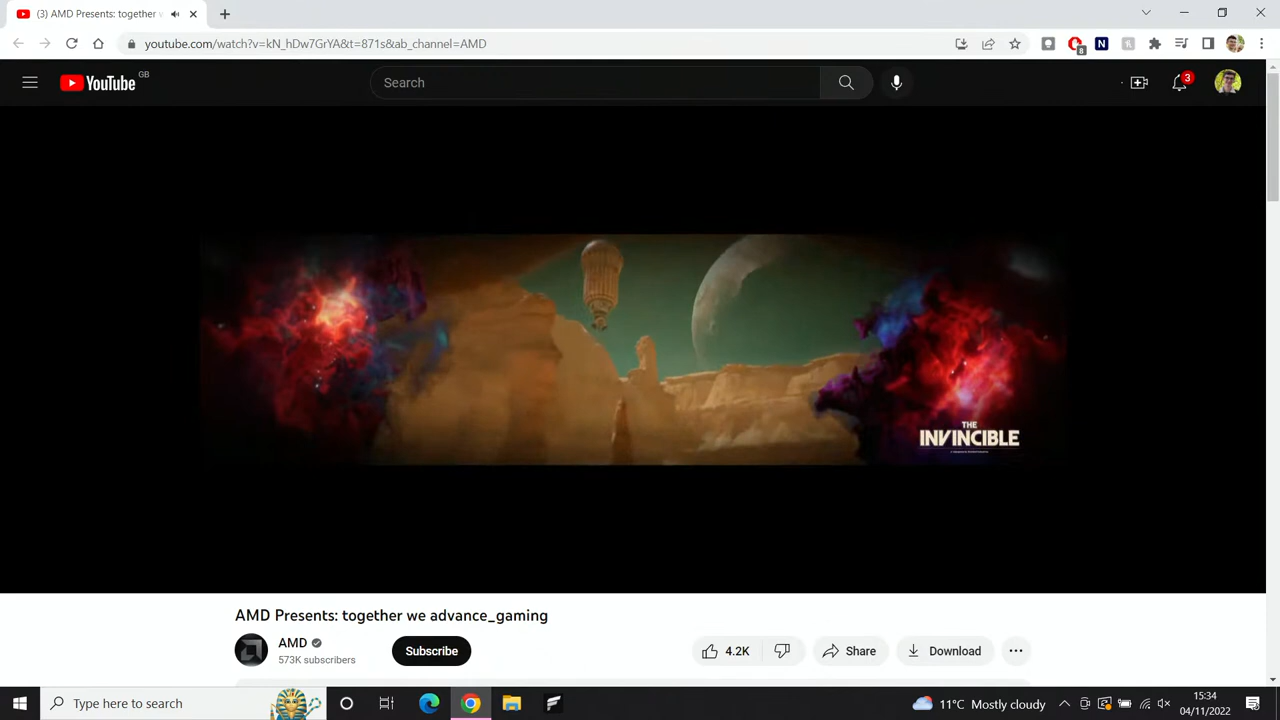 (3) AMD Presents: together w
youtube.com/watch?v=kN_hDw7GrYA&t=871s&ab_channel=AMD
8
N
YouTube
GB
Search
3
THE
INVINCIBLE
AMD Presents: together we advance_gaming
AMD
573K subscribers
Subscribe
4.2K
Share
Download
Type here to search
11°C Mostly cloudy
15:34
04/11/2022